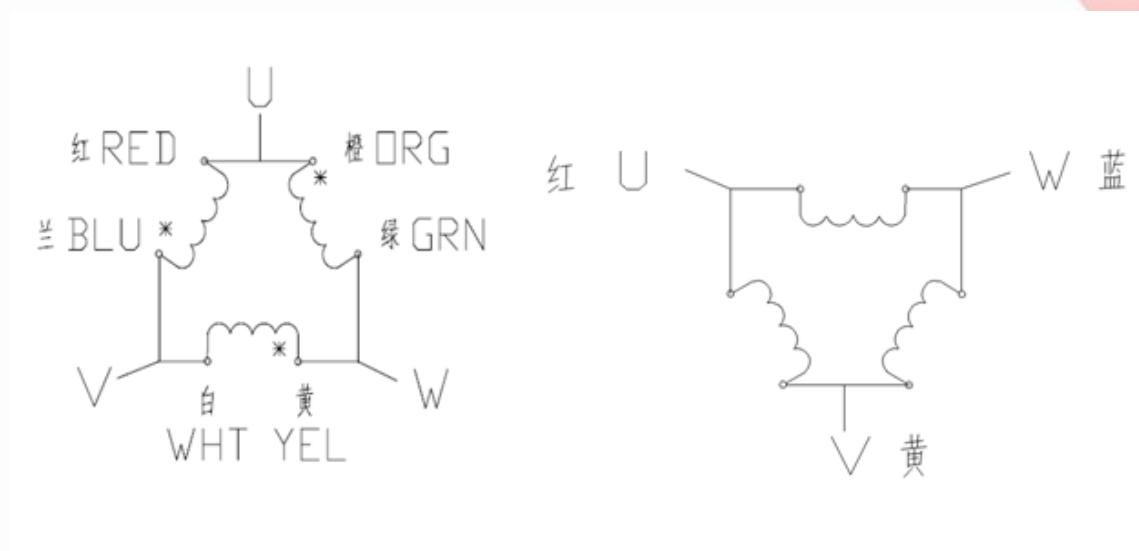 U
红 RED 橙 ORG
*
兰 BLU * 绿 GRN
*
V 白 黄 W
WHT YEL
红 U W 蓝
V 黄